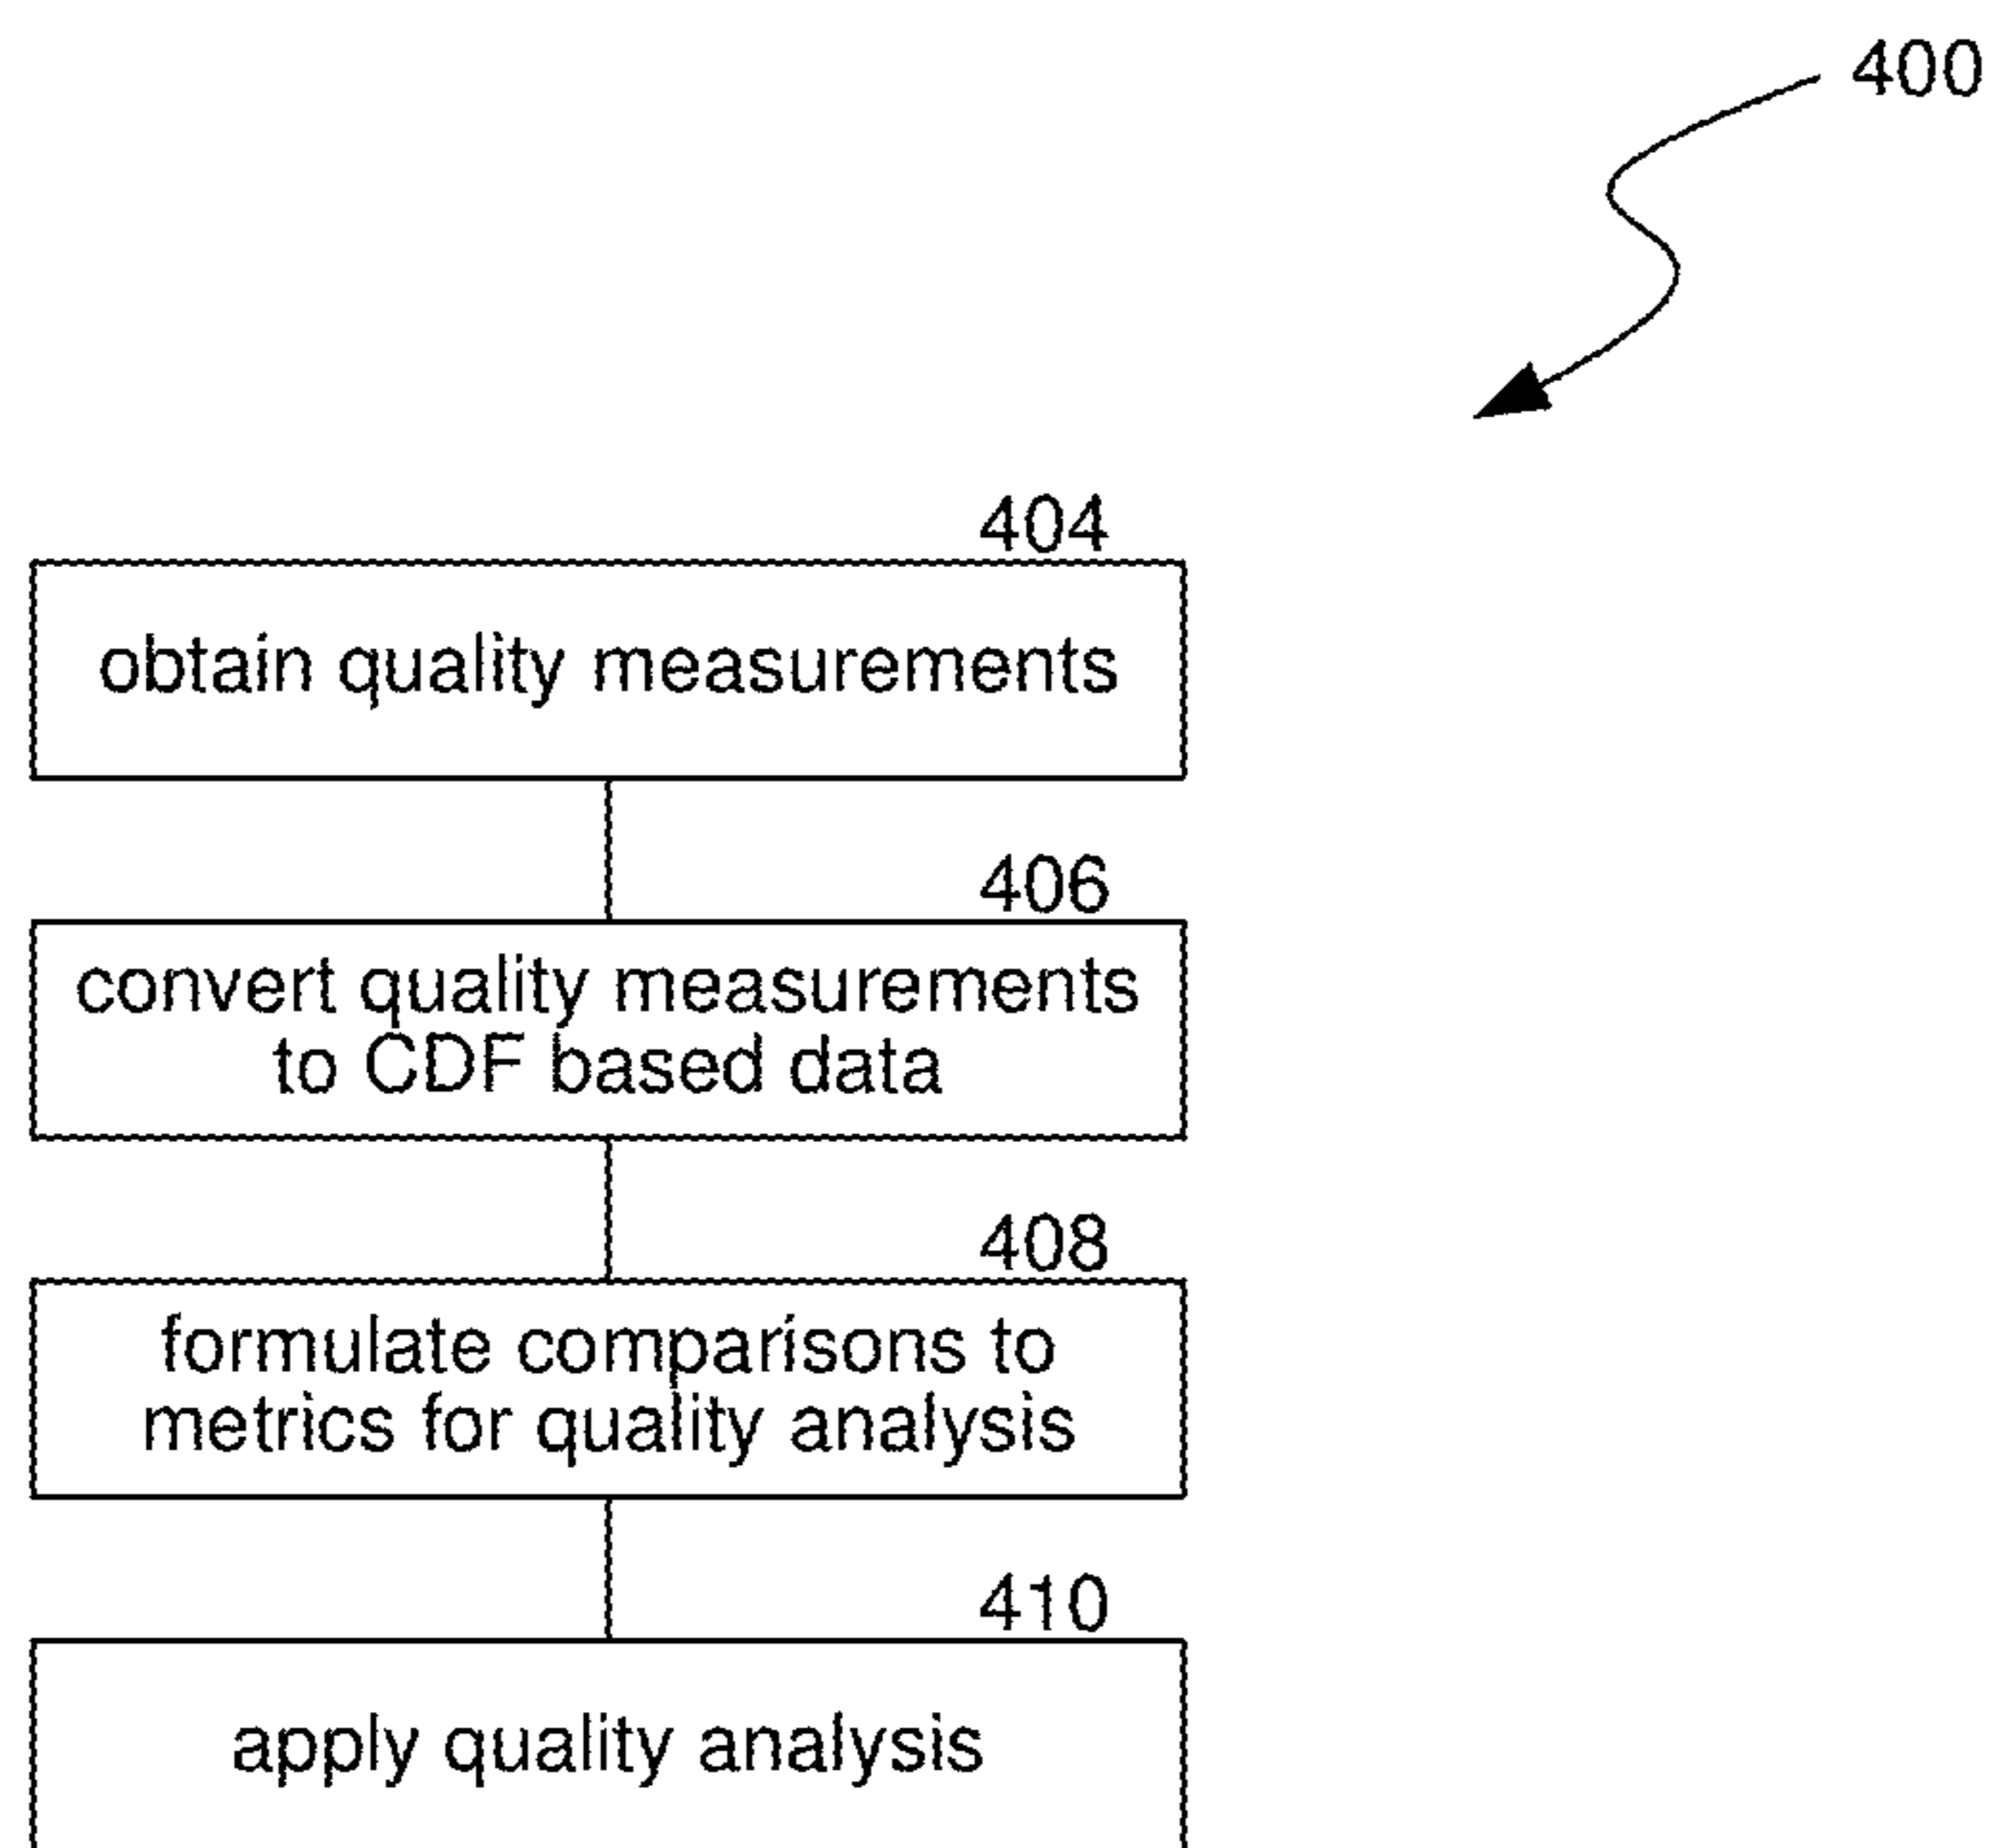 400
404
obtain quality measurements
406
convert quality measurements
to CDF based data
408
formulate comparisons to
metrics for quality analysis
410
apply quality analysis